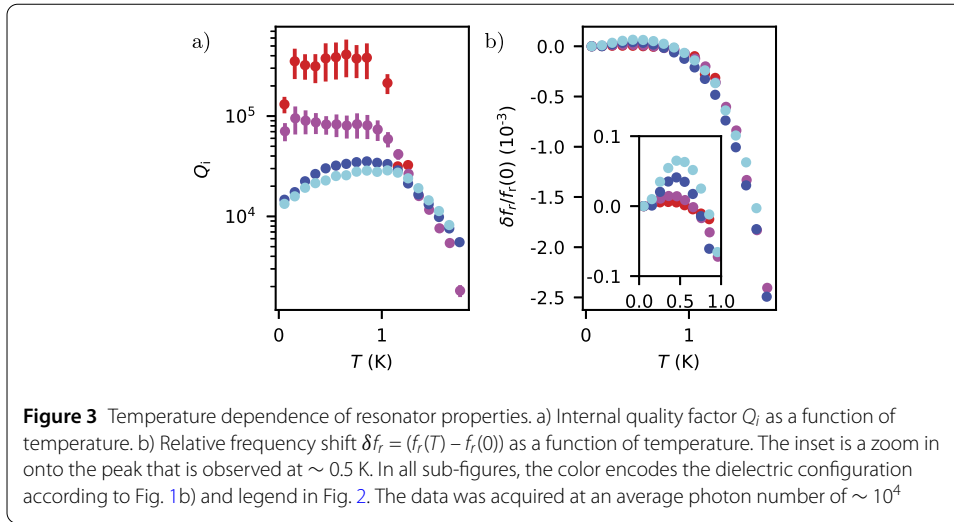 a)
b)
10^5
10^4
Q_i
0
1
T (K)
0.0
-0.5
-1.0
-1.5
-2.0
-2.5
δf_r/f_r(0) (10^-3)
0.1
0.0
-0.1
0.0 0.5 1.0
0
1
T (K)
Figure 3 Temperature dependence of resonator properties. a) Internal quality factor Q_i as a function of
temperature. b) Relative frequency shift δf_r = (f_r(T) – f_r(0)) as a function of temperature. The inset is a zoom in
onto the peak that is observed at ∼ 0.5 K. In all sub-figures, the color encodes the dielectric configuration
according to Fig. 1b) and legend in Fig. 2. The data was acquired at an average photon number of ∼ 10^4